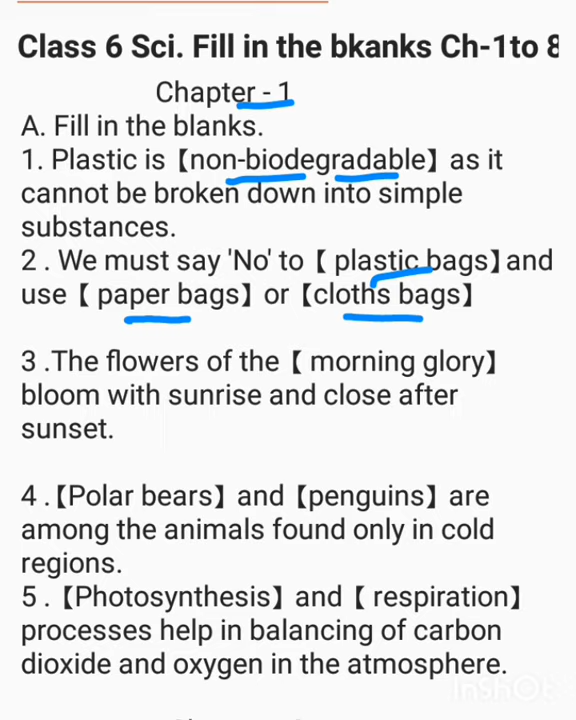 Class 6 Sci. Fill in the bkanks Ch-1to 8
Chapter - 1
A. Fill in the blanks.
1. Plastic is【non-biodegradable】as it
cannot be broken down into simple
substances.
2 . We must say 'No' to【 plastic bags】and
use【 paper bags】or【cloths bags】
3 .The flowers of the【 morning glory】
bloom with sunrise and close after
sunset.
4 .【Polar bears】and【penguins】are
among the animals found only in cold
regions.
5 .【Photosynthesis】and【 respiration】
processes help in balancing of carbon
dioxide and oxygen in the atmosphere.
InShOt